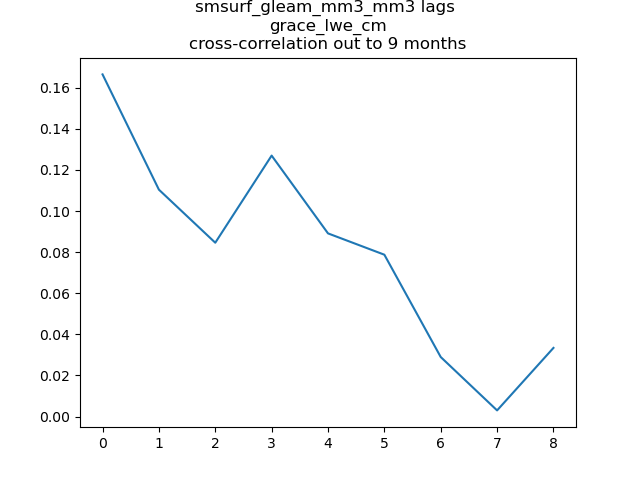 smsurf_gleam_mm3_mm3 lags
grace_lwe_cm
cross-correlation out to 9 months
0.16
0.14
0.12
0.10
0.08
0.06
0.04
0.02
0.00
0 1 2 3 4 5 6 7 8